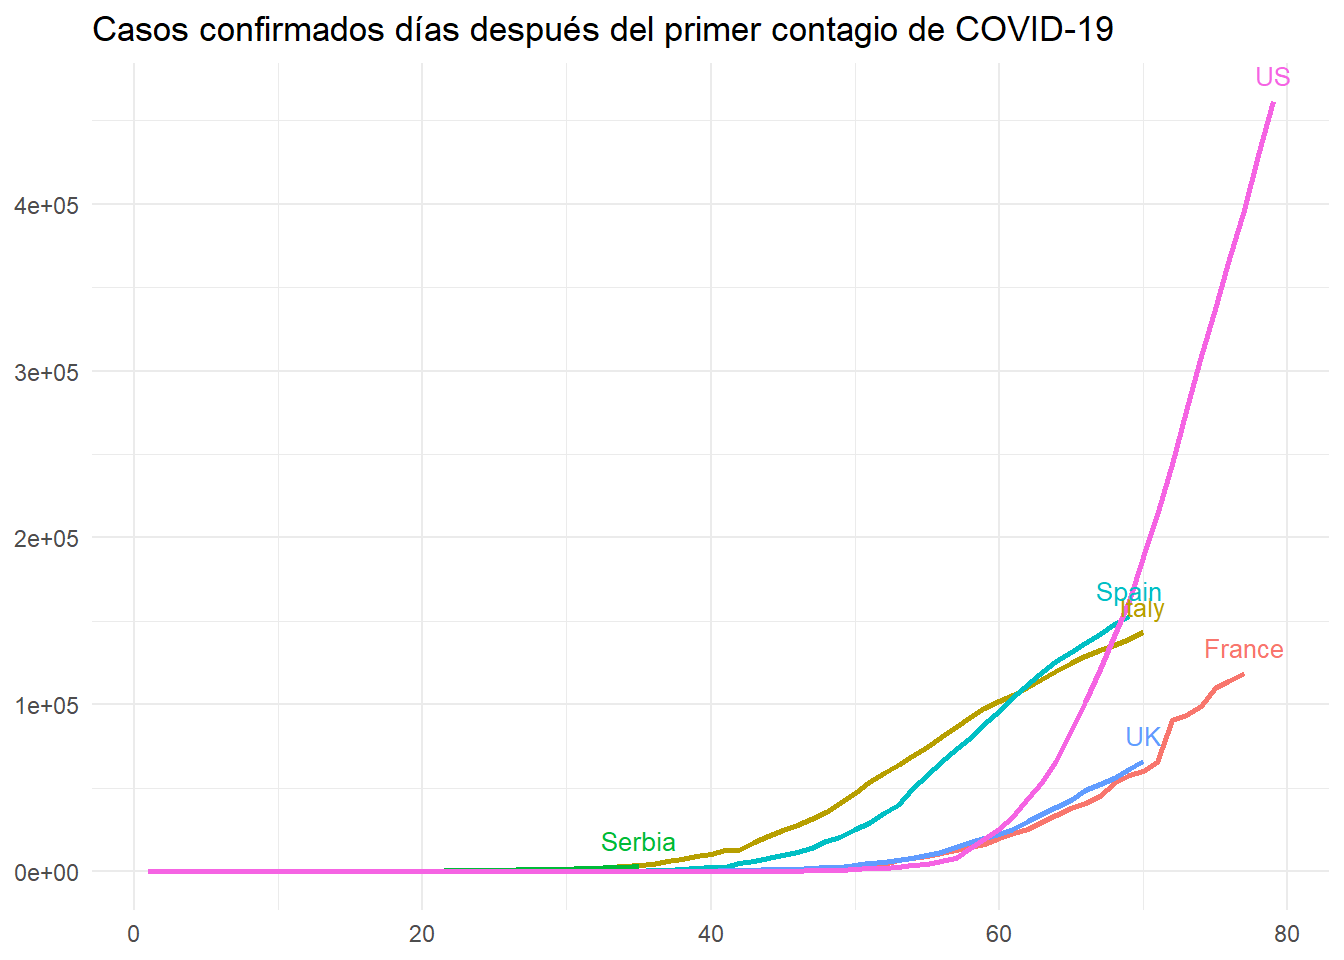 Casos confirmados días después del primer contagio de COVID-19
US
4e+05
3e+05
2e+05
Spain
Italy
France
1e+05
UK
Serbia
0e+00
0
20
40
60
80